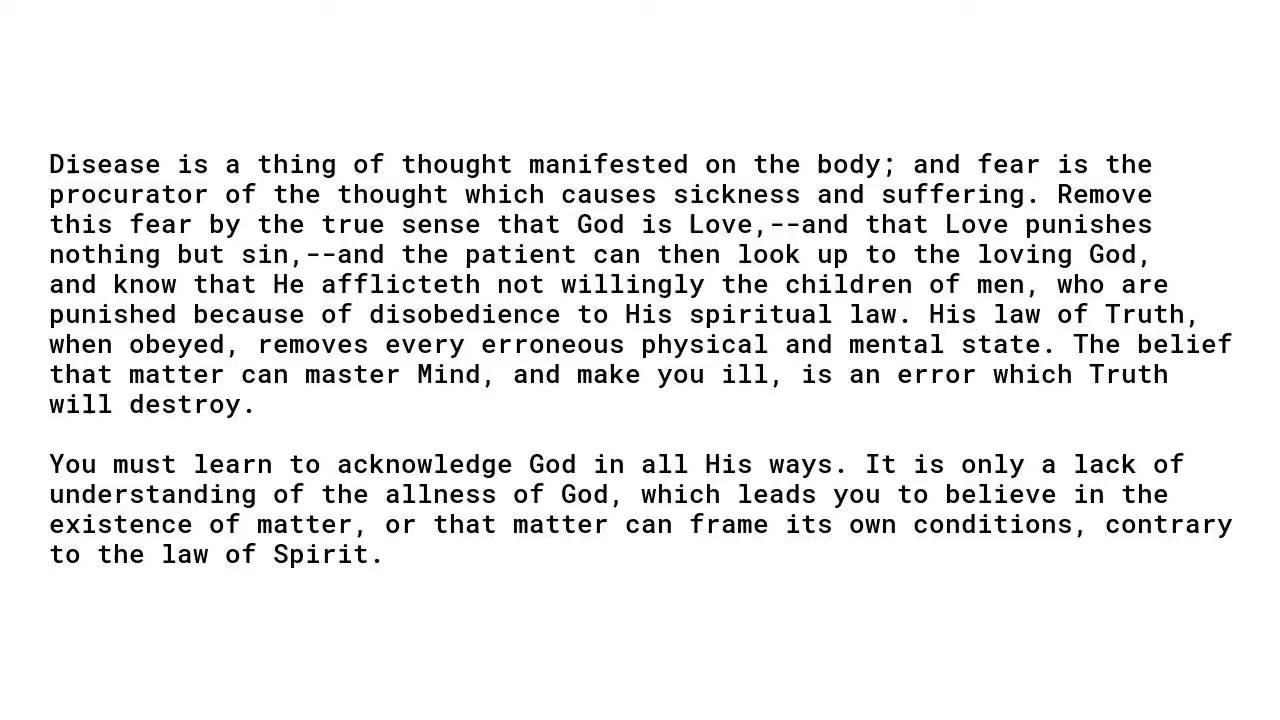 Disease is a thing of thought manifested on the body; and fear is the
procurator of the thought which causes sickness and suffering. Remove
this fear by the true sense that God is Love,--and that Love punishes
nothing but sin,--and the patient can then look up to the loving God,
and know that He afflicteth not willingly the children of men, who are
punished because of disobedience to His spiritual law. His law of Truth,
when obeyed, removes every erroneous physical and mental state. The belief
that matter can master Mind, and make you ill, is an error which Truth
will destroy.

You must learn to acknowledge God in all His ways. It is only a lack of
understanding of the allness of God, which leads you to believe in the
existence of matter, or that matter can frame its own conditions, contrary
to the law of Spirit.